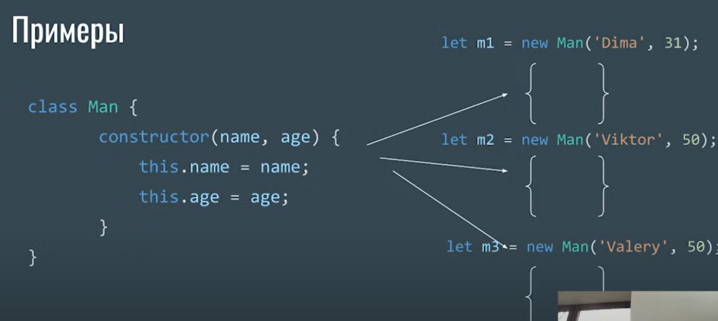 Примеры
class Man {
constructor(name, age) {
this.name = name;
this.age = age;
}
}
let m1 = new Man('Dima', 31);
{ }
let m2 = new Man('Viktor', 50);
{ }
let m3 = new Man('Valery', 50);
{ }